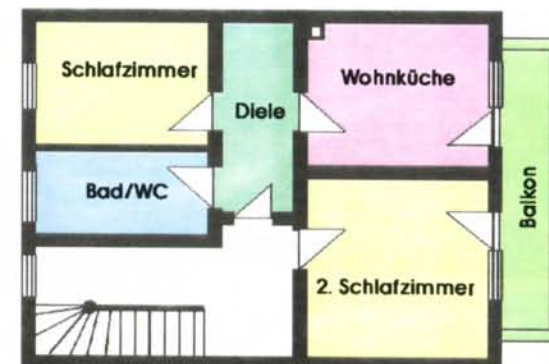 Schlafzimmer
Diele
Wohnküche
Bad/WC
Balkon
2. Schlafzimmer